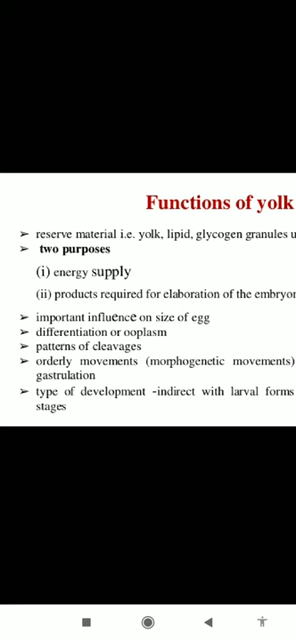 Functions of yolk
➢ reserve material i.e. yolk, lipid, glycogen granules u
➢ two purposes
(i) energy supply
(ii) products required for elaboration of the embryon
➢ important influence on size of egg
➢ differentiation or ooplasm
➢ patterns of cleavages
➢ orderly movements (morphogenetic movements)
gastrulation
➢ type of development -indirect with larval forms
stages